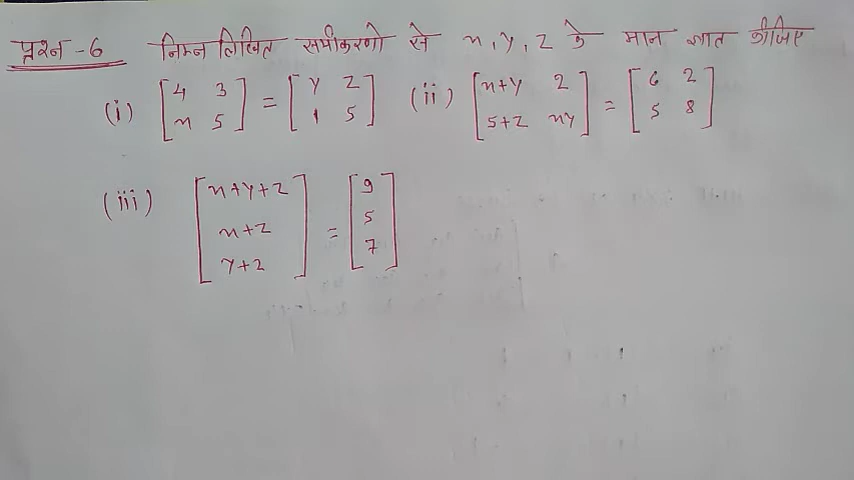 प्रश्न -6 निम्न लिखित समीकरणो से x, y, z के मान ज्ञात कीजिए
(i) [4 3 = [y z (ii) [x+y 2 = [6 2
x 5] 1 5] 5+z xy] 5 8]
(iii) [x+y+z = [9
x+z 5
y+z] 7]